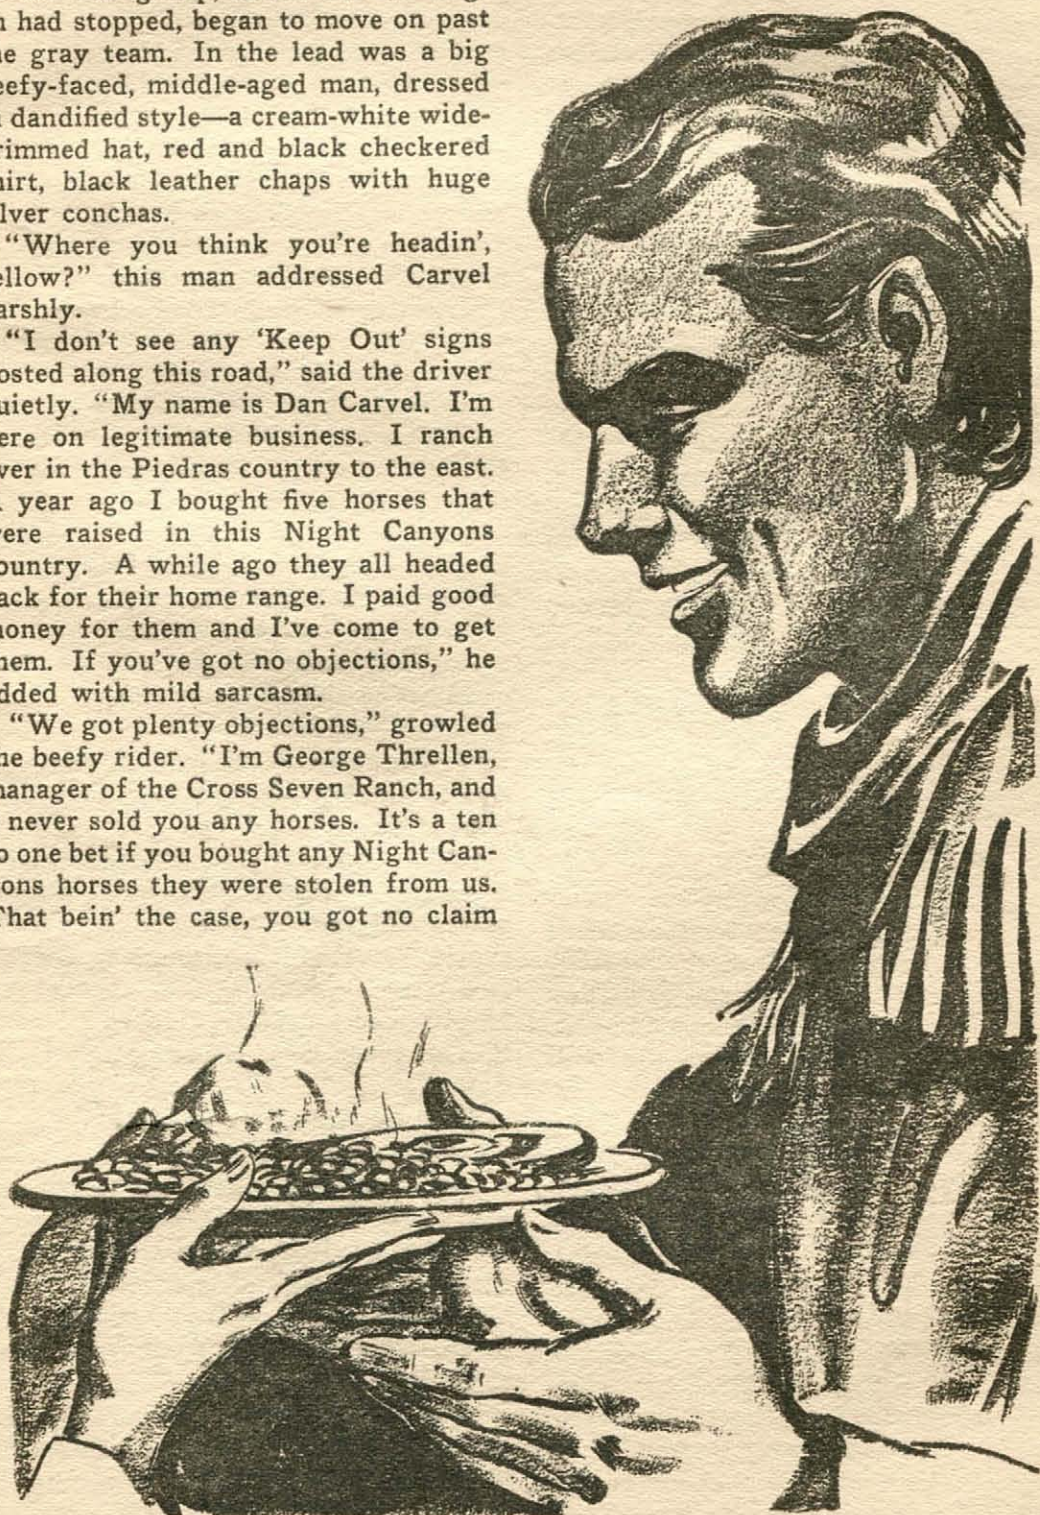 had stopped, began to move on past
gray team. In the lead was a big
eefy-faced, middle-aged man, dressed
dandified style—a cream-white wide-
rimmed hat, red and black checkered
hirt, black leather chaps with huge
lver conchas.
"Where you think you're headin',
ellow?" this man addressed Carvel
arshly.
"I don't see any 'Keep Out' signs
osted along this road," said the driver
uietly. "My name is Dan Carvel. I'm
ere on legitimate business. I ranch
ver in the Piedras country to the east.
year ago I bought five horses that
ere raised in this Night Canyons
ountry. A while ago they all headed
ack for their home range. I paid good
oney for them and I've come to get
hem. If you've got no objections," he
dded with mild sarcasm.
"We got plenty objections," growled
he beefy rider. "I'm George Threllen,
anager of the Cross Seven Ranch, and
never sold you any horses. It's a ten
o one bet if you bought any Night Can-
ons horses they were stolen from us.
That bein' the case, you got no claim